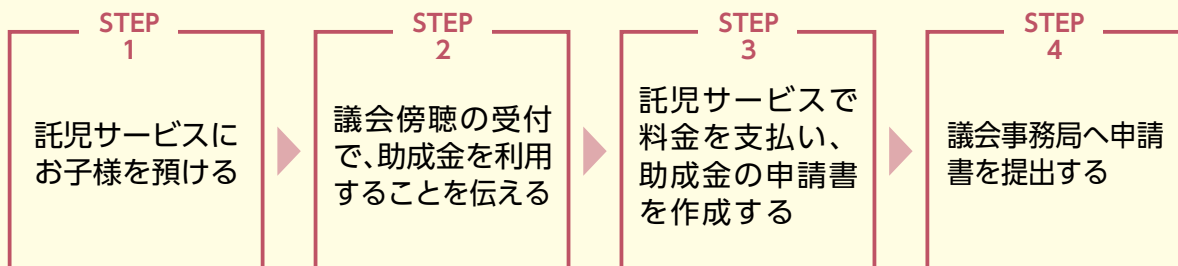 STEP
1
託児サービスに
お子様を預ける
STEP
2
議会傍聴の受付
で、助成金を利用
することを伝える
STEP
3
託児サービスで
料金を支払い、
助成金の申請書
を作成する
STEP
4
議会事務局へ申請
書を提出する